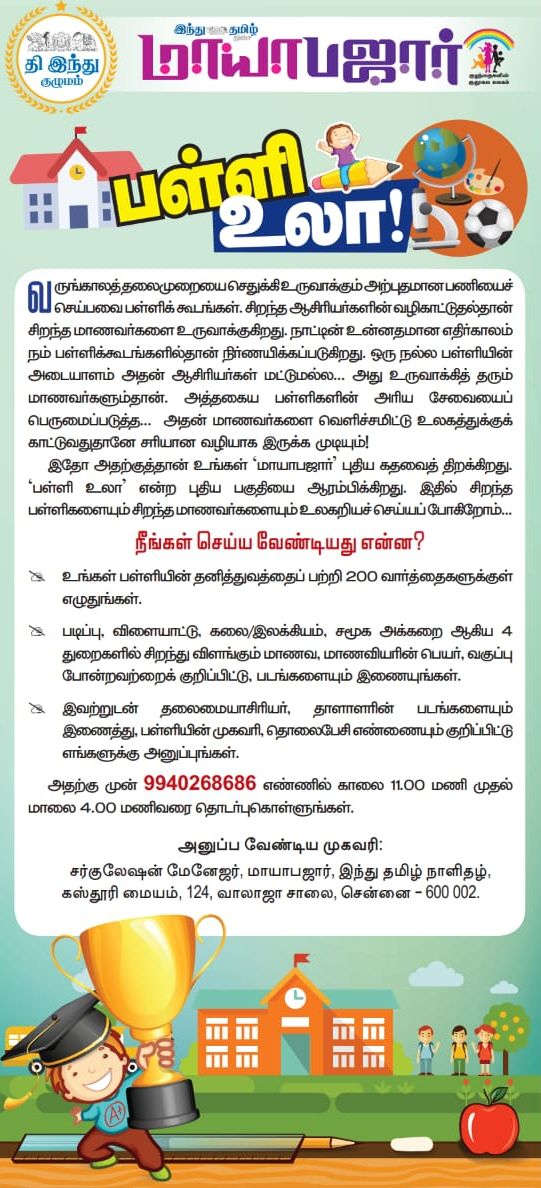 தி இந்து
குழுமம்
இந்து தமிழ்
மாயாபஜார்
குழந்தைகளின்
குதூகல உலகம்
பள்ளி
உலா!
வருங்காலத் தலைமுறையை செதுக்கி உருவாக்கும் அற்புதமான பணியைச்
செய்பவை பள்ளிக் கூடங்கள். சிறந்த ஆசிரியர்களின் வழிகாட்டுதல்தான்
சிறந்த மாணவர்களை உருவாக்குகிறது. நாட்டின் உன்னதமான எதிர்காலம்
நம் பள்ளிக்கூடங்களில்தான் நிர்ணயிக்கப்படுகிறது. ஒரு நல்ல பள்ளியின்
அடையாளம் அதன் ஆசிரியர்கள் மட்டுமல்ல... அது உருவாக்கித் தரும்
மாணவர்களும்தான். அத்தகைய பள்ளிகளின் அரிய சேவையைப்
பெருமைப்படுத்த... அதன் மாணவர்களை வெளிச்சமிட்டு உலகத்துக்குக்
காட்டுவதுதானே சரியான வழியாக இருக்க முடியும்!
இதோ அதற்குத்தான் உங்கள் ‘மாயாபஜார்’ புதிய கதவைத் திறக்கிறது.
‘பள்ளி உலா’ என்ற புதிய பகுதியை ஆரம்பிக்கிறது. இதில் சிறந்த
பள்ளிகளையும் சிறந்த மாணவர்களையும் உலகறியச் செய்யப் போகிறோம்...
நீங்கள் செய்ய வேண்டியது என்ன?
உங்கள் பள்ளியின் தனித்துவத்தைப் பற்றி 200 வார்த்தைகளுக்குள்
எழுதுங்கள்.
படிப்பு, விளையாட்டு, கலை/இலக்கியம், சமூக அக்கறை ஆகிய 4
துறைகளில் சிறந்து விளங்கும் மாணவ, மாணவியரின் பெயர், வகுப்பு
போன்றவற்றைக் குறிப்பிட்டு, படங்களையும் இணையுங்கள்.
இவற்றுடன் தலைமையாசிரியர், தாளாளரின் படங்களையும்
இணைத்து, பள்ளியின் முகவரி, தொலைபேசி எண்ணையும் குறிப்பிட்டு
எங்களுக்கு அனுப்புங்கள்.
அதற்கு முன் 9940268686 எண்ணில் காலை 11.00 மணி முதல்
மாலை 4.00 மணிவரை தொடர்புகொள்ளுங்கள்.
அனுப்ப வேண்டிய முகவரி:
சர்குலேஷன் மேனேஜர், மாயாபஜார், இந்து தமிழ் நாளிதழ்,
கஸ்தூரி மையம், 124, வாலாஜா சாலை, சென்னை – 600 002.
A+